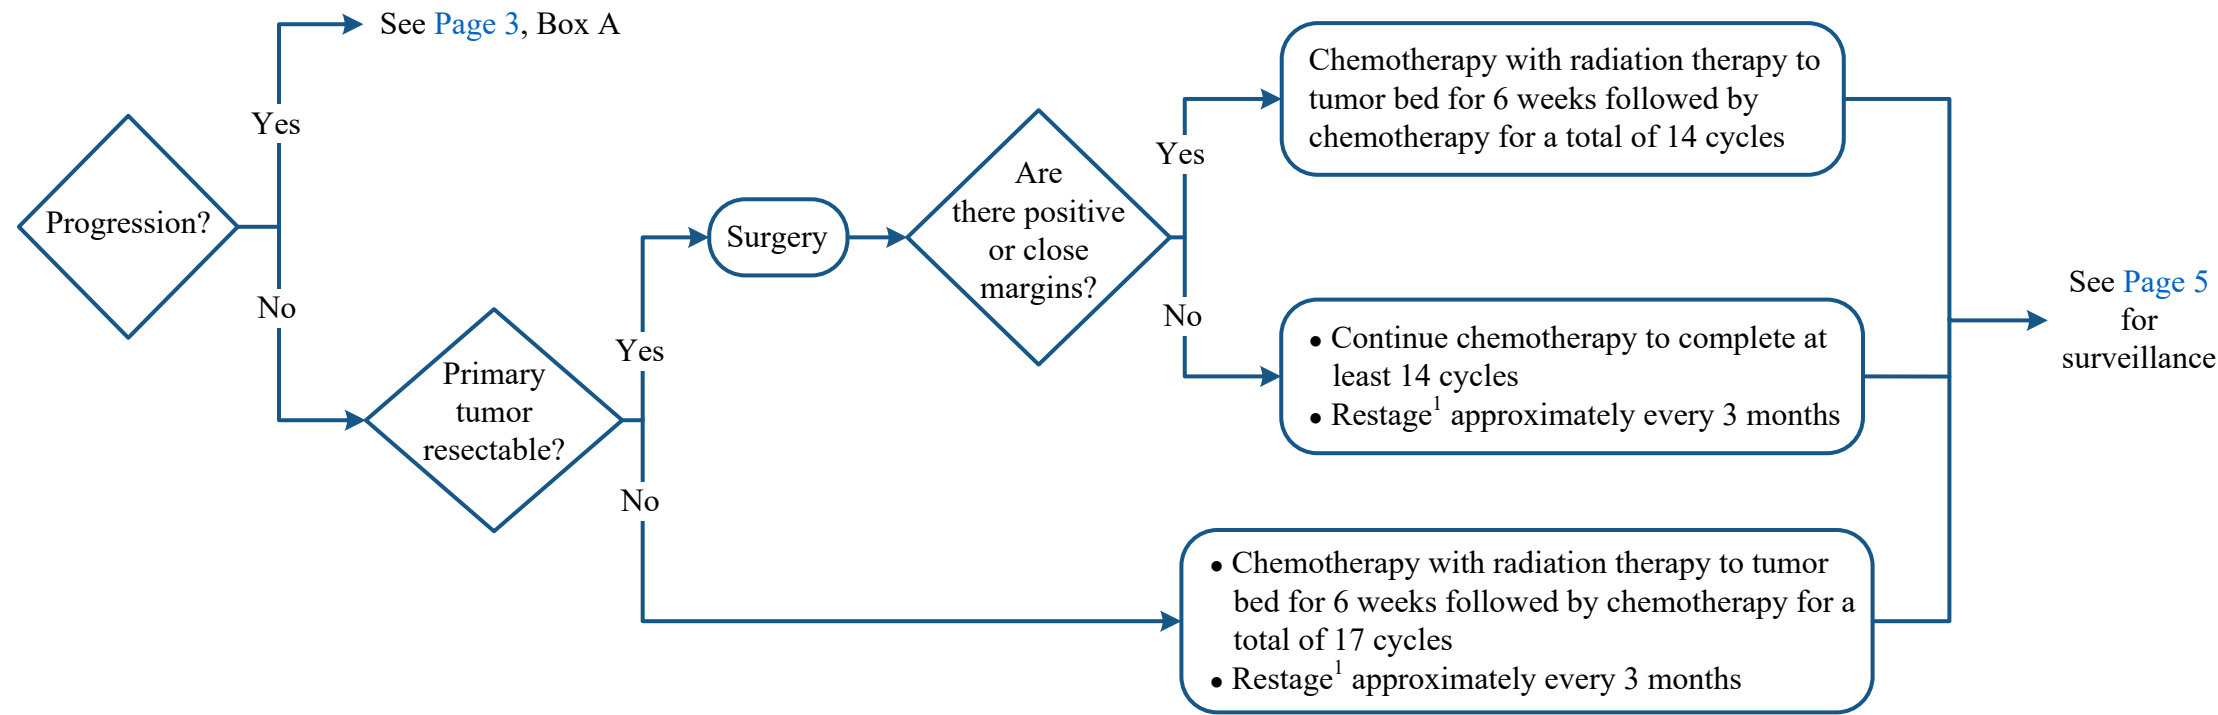 See Page 3, Box A
Yes
Progression?
No
Primary
tumor
resectable?
Yes
No
Surgery
Are
there positive
or close
margins?
Yes
No
Chemotherapy with radiation therapy to
tumor bed for 6 weeks followed by
chemotherapy for a total of 14 cycles
• Continue chemotherapy to complete at
least 14 cycles
• Restage1 approximately every 3 months
• Chemotherapy with radiation therapy to tumor
bed for 6 weeks followed by chemotherapy for a
total of 17 cycles
• Restage1 approximately every 3 months
See Page 5
for
surveillance